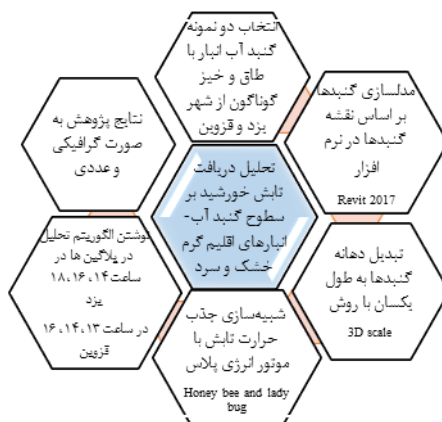 انتخاب دو نمونه
گنبد آب انبار با
طاق و خیز
گوناگون از شهر
یزد و قزوین
مدلسازی گنبدها
بر اساس نقشه
گنبدها در نرم
افزار
Revit 2017
تبدیل دهانه
گنبدها به طول
یکسان با روش
3D scale
شبیه‌سازی جذب
حرارت تابش با
موتور انرژی پلاس
Honey bee and lady
bug
نوشتن الگوریتم تحلیل
در پلاگین ها در
ساعت ۱۴، ۱۶، ۱۸
یزد
در ساعت ۱۳، ۱۴، ۱۶
قزوین
نتایج پژوهش به
صورت گرافیکی
و عددی
تحلیل دریافت
تابش خورشید بر
سطوح گنبد آب-
انبارهای اقلیم گرم
خشک و سرد